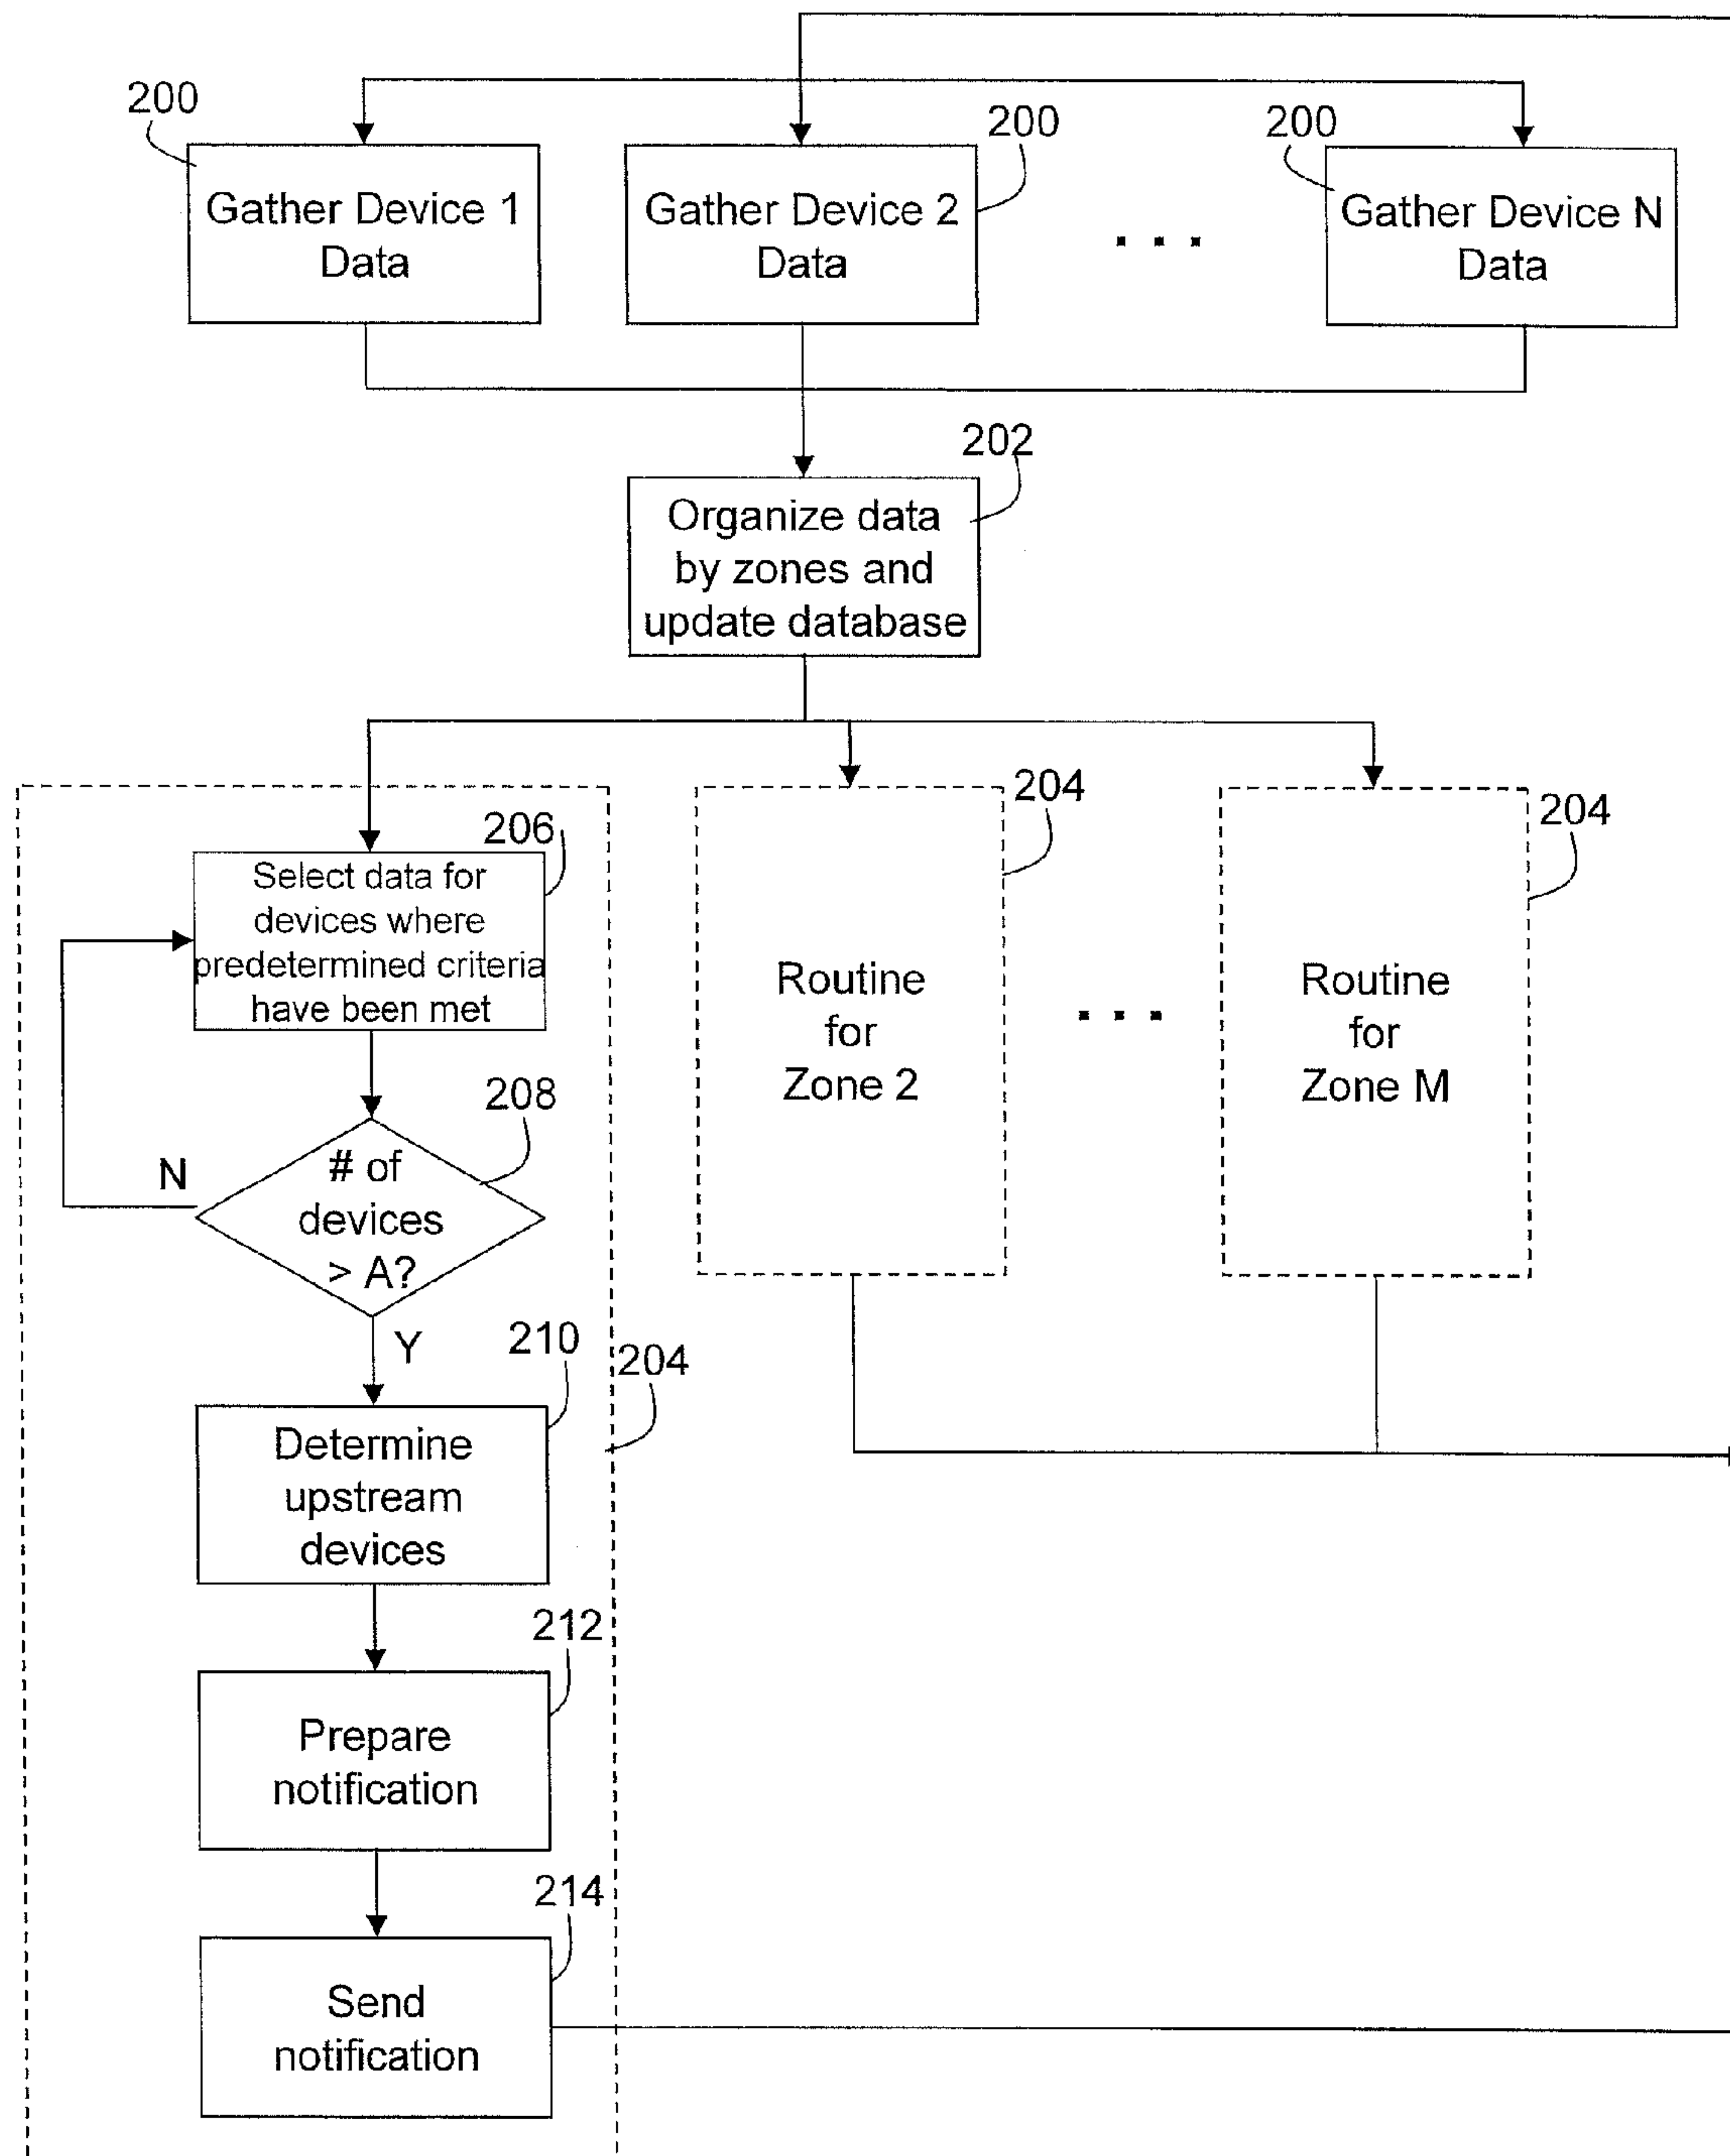 200
200
200
Gather Device 1
Data
Gather Device 2
Data
. . .
Gather Device N
Data
202
Organize data
by zones and
update database
204
204
206
Select data for
devices where
predetermined criteria
have been met
Routine
for
Zone 2
. . .
Routine
for
Zone M
208
# of
devices
> A?
N
Y
210
204
Determine
upstream
devices
212
Prepare
notification
214
Send
notification